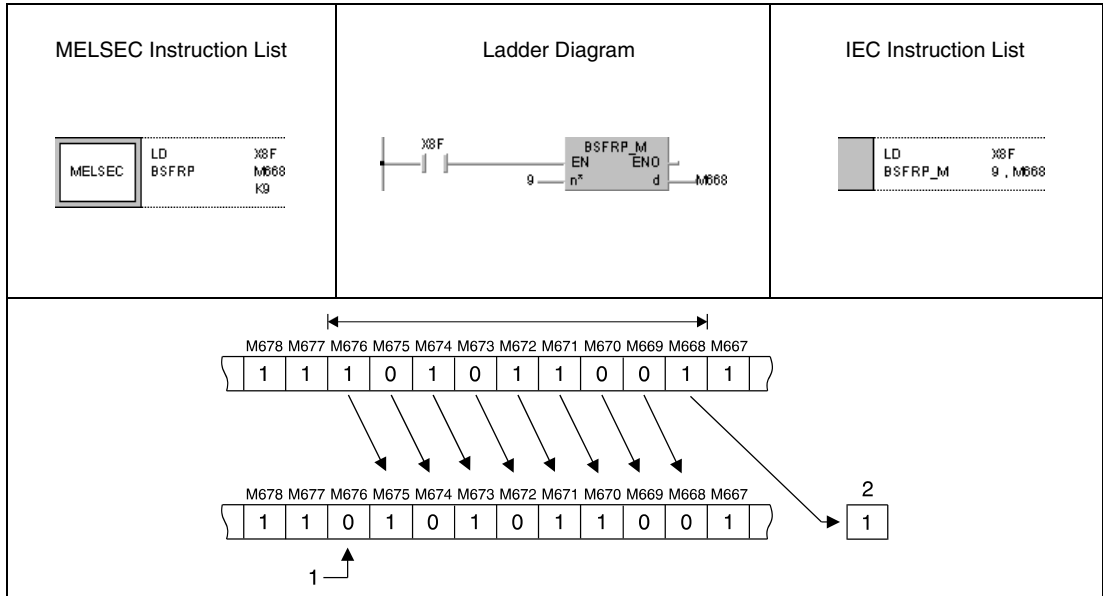 MELSEC Instruction List
Ladder Diagram
IEC Instruction List
MELSEC
LD X8F
BSFRP M668
K9
X8F
BSFRP_M
EN ENO
9 n* d M668
LD X8F
BSFRP_M 9 , M668
M678 M677 M676 M675 M674 M673 M672 M671 M670 M669 M668 M667
1 1 1 0 1 0 1 1 0 0 1 1
M678 M677 M676 M675 M674 M673 M672 M671 M670 M669 M668 M667
2
1 1 0 1 0 1 0 1 1 0 0 1 1
1